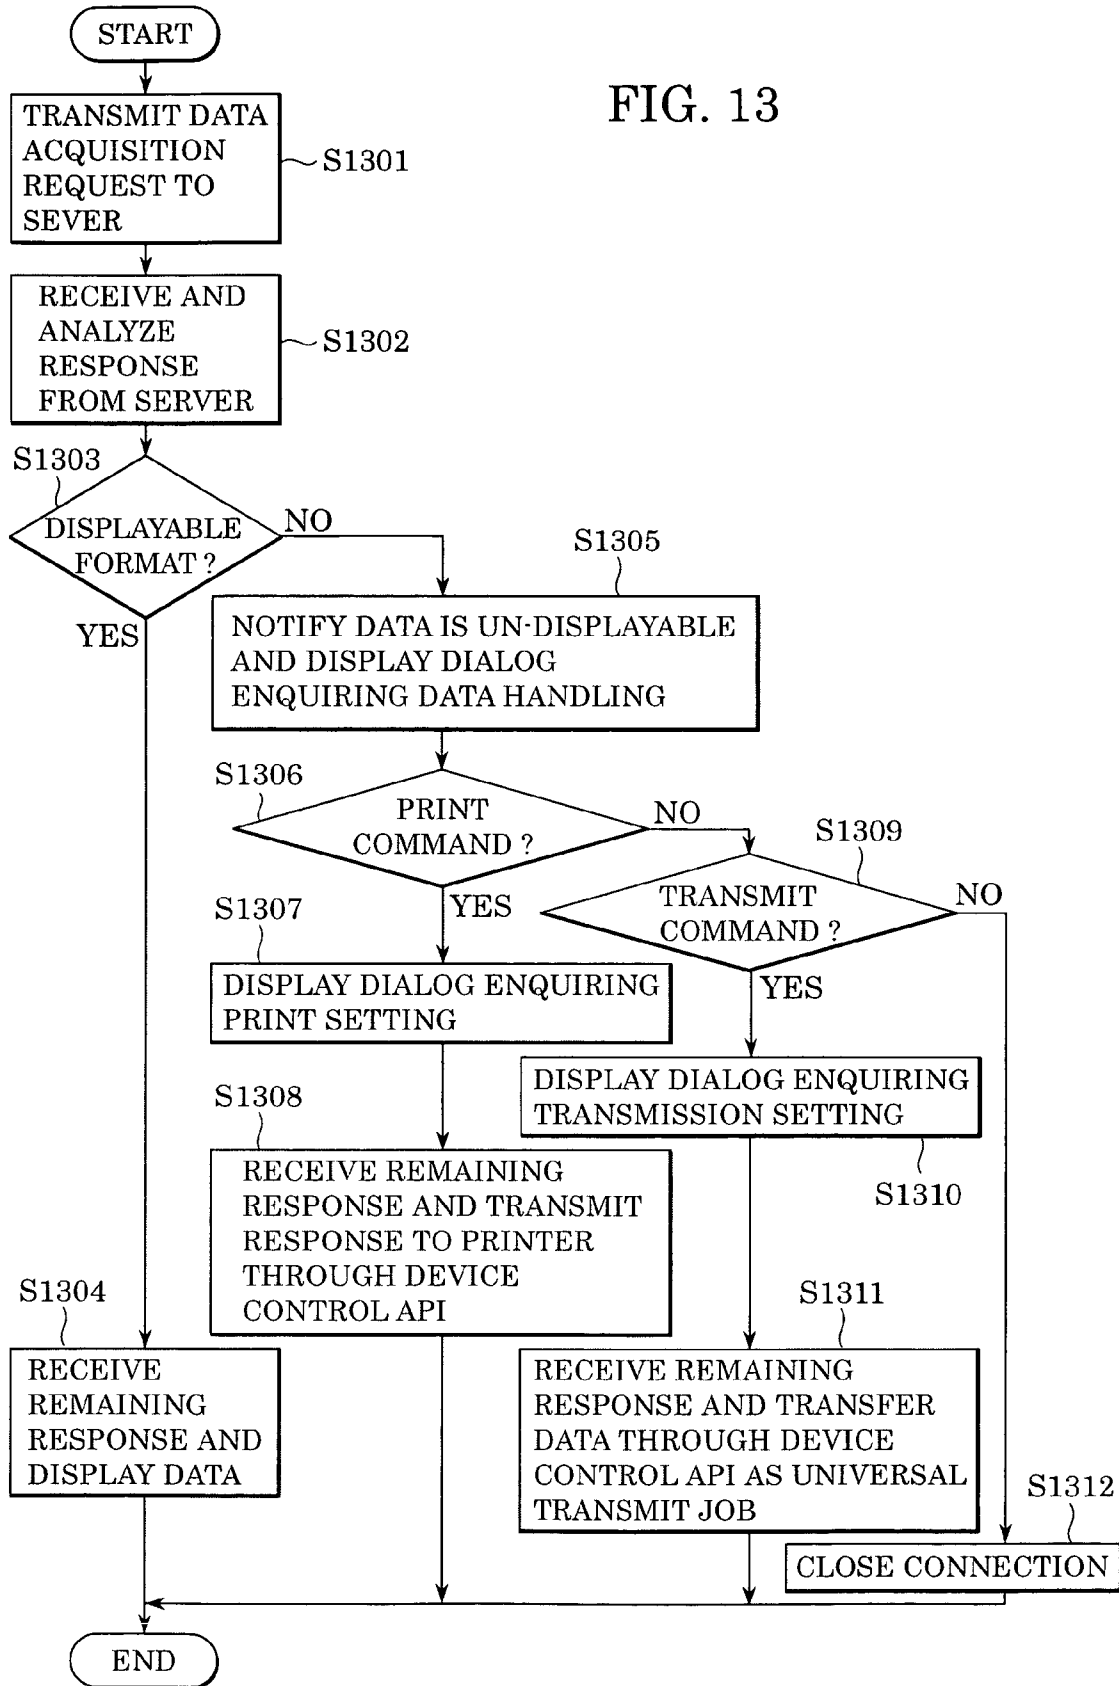 START
FIG. 13
TRANSMIT DATA
ACQUISITION
REQUEST TO
SEVER
S1301
RECEIVE AND
ANALYZE
RESPONSE
FROM SERVER
S1302
S1303
DISPLAYABLE
FORMAT ?
NO
YES
S1305
NOTIFY DATA IS UN-DISPLAYABLE
AND DISPLAY DIALOG
ENQUIRING DATA HANDLING
S1306
PRINT
COMMAND ?
NO
YES
S1309
TRANSMIT
COMMAND ?
NO
YES
S1307
DISPLAY DIALOG ENQUIRING
PRINT SETTING
DISPLAY DIALOG ENQUIRING
TRANSMISSION SETTING
S1310
S1308
RECEIVE REMAINING
RESPONSE AND TRANSMIT
RESPONSE TO PRINTER
THROUGH DEVICE
CONTROL API
S1304
RECEIVE
REMAINING
RESPONSE AND
DISPLAY DATA
S1311
RECEIVE REMAINING
RESPONSE AND TRANSFER
DATA THROUGH DEVICE
CONTROL API AS UNIVERSAL
TRANSMIT JOB
S1312
CLOSE CONNECTION
END